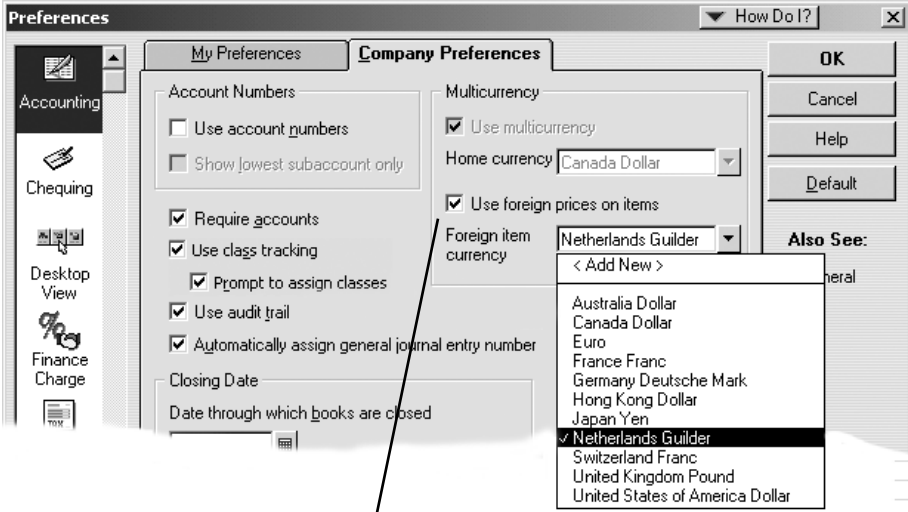 Preferences
How Do I?
My Preferences
Company Preferences
Accounting
Chequing
Desktop
View
Finance
Charge
TAX
Account Numbers
Use account numbers
Show lowest subaccount only
Require accounts
Use class tracking
Prompt to assign classes
Use audit trail
Automatically assign general journal entry number
Closing Date
Date through which books are closed
Multicurrency
Use multicurrency
Home currency Canada Dollar
Use foreign prices on items
Foreign item
currency
Netherlands Guilder
< Add New >
Australia Dollar
Canada Dollar
Euro
France Franc
Germany Deutsche Mark
Hong Kong Dollar
Japan Yen
Netherlands Guilder
Switzerland Franc
United Kingdom Pound
United States of America Dollar
OK
Cancel
Help
Default
Also See: